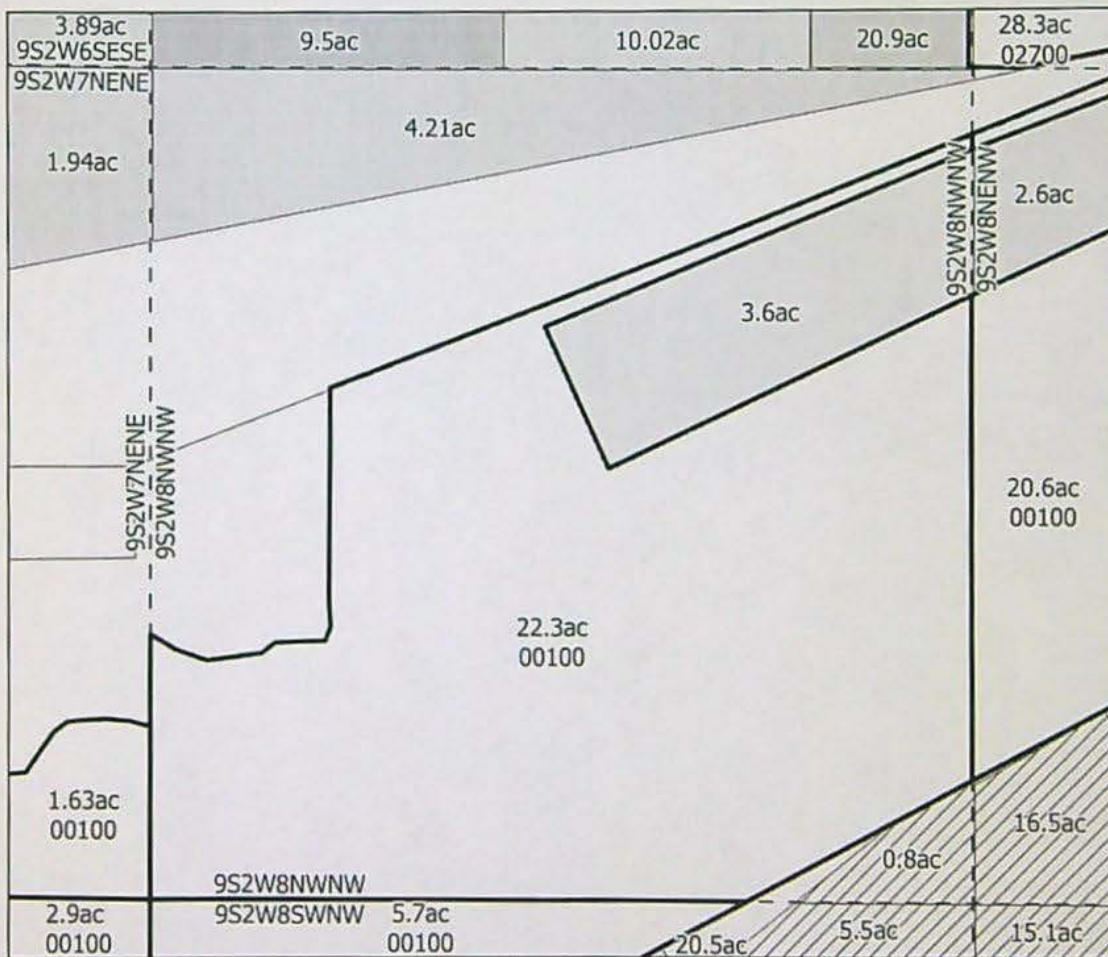 3.89ac
9S2W6SESE
9.5ac
10.02ac
20.9ac
28.3ac
02700
9S2W7NENE
1.94ac
4.21ac
9S2W8NWNW
9S2W8NENW
2.6ac
3.6ac
9S2W7NENE
9S2W8NWNW
20.6ac
00100
22.3ac
00100
1.63ac
00100
16.5ac
0.8ac
9S2W8NWNW
2.9ac
00100
9S2W8SWNW
5.7ac
00100
20.5ac
5.5ac
15.1ac